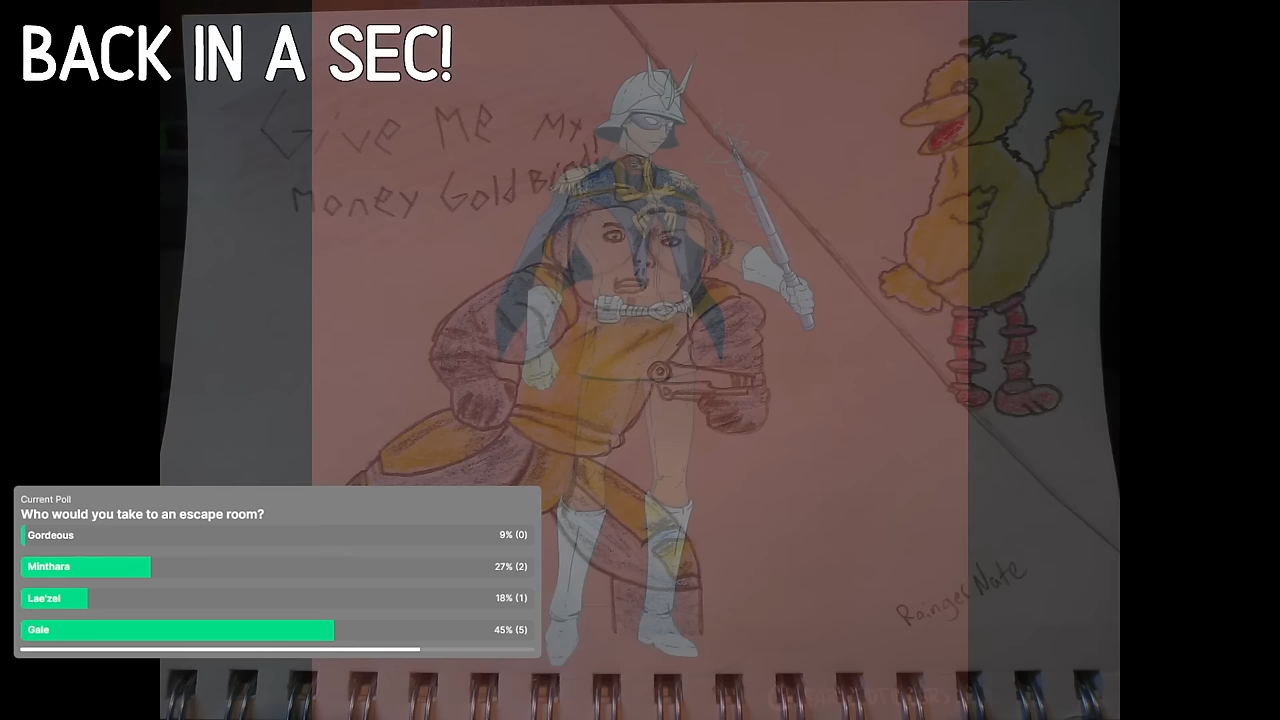 BACK IN A SEC!
Give Me My
Money Gold Bird!
Current Poll
Who would you take to an escape room?
Gordeous 9% (0)
Minthara 27% (2)
Lae'zel 18% (1)
Gale 45% (5)
Rainger Nate